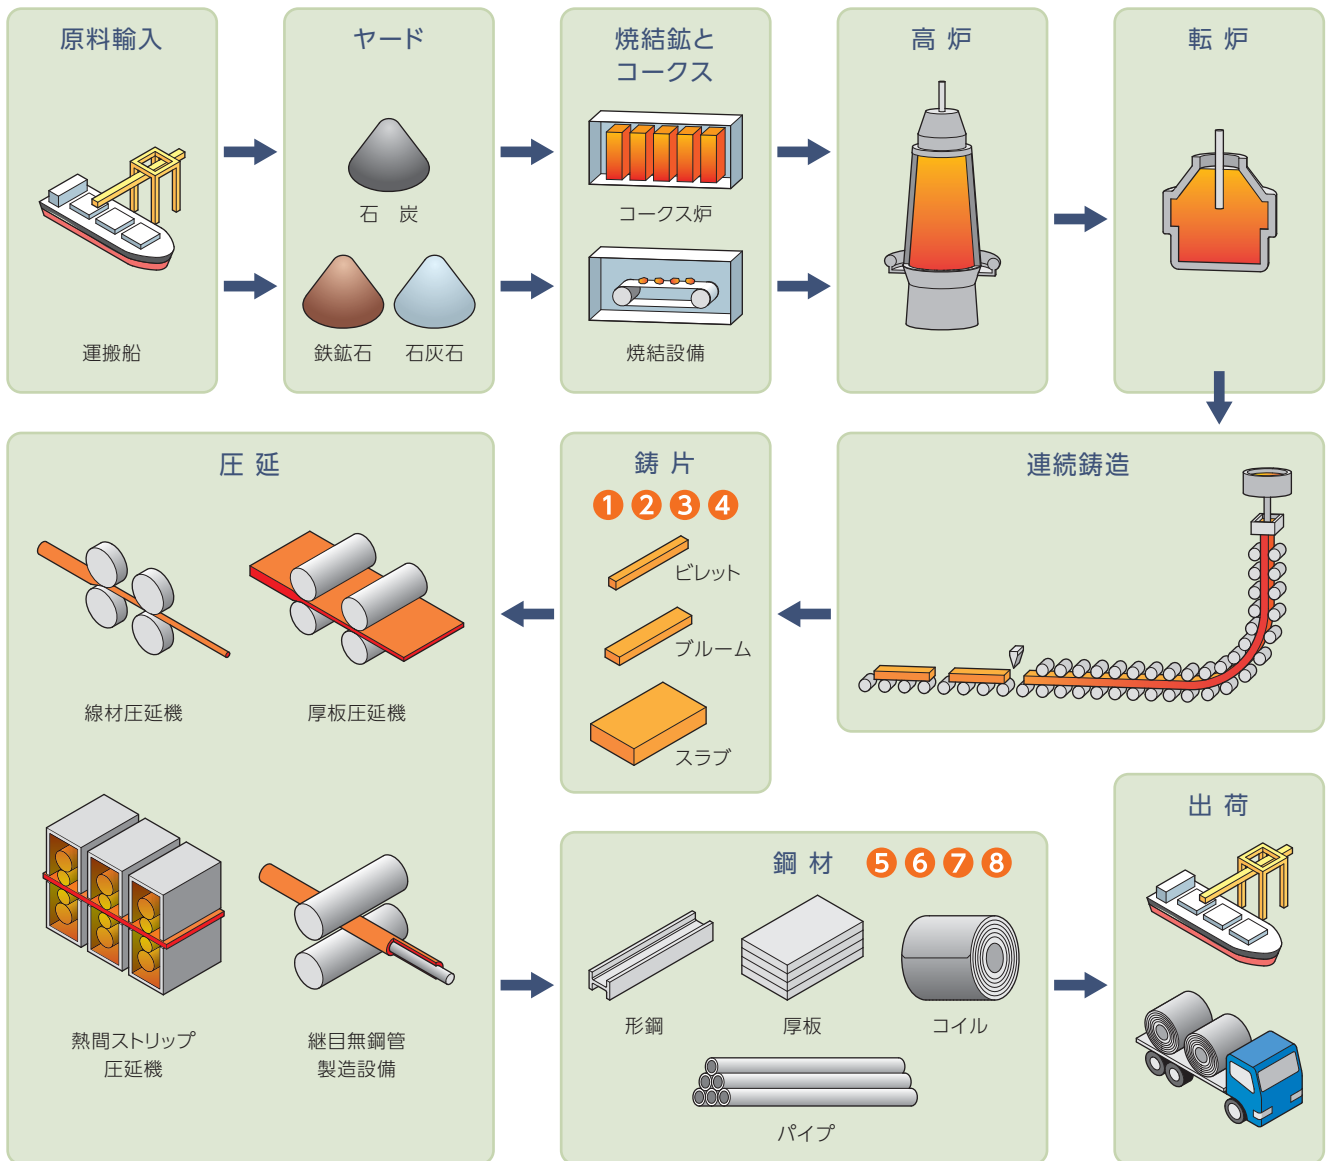 原料輸入
運搬船
ヤード
石 炭
鉄鉱石
石灰石
焼結鉱と
コークス
コークス炉
焼結設備
高 炉
転 炉
連続鋳造
鋳 片
1 2 3 4
ビレット
ブルーム
スラブ
圧 延
線材圧延機
厚板圧延機
熱間ストリップ
圧延機
継目無鋼管
製造設備
鋼 材 5 6 7 8
形鋼
厚板
コイル
パイプ
出 荷